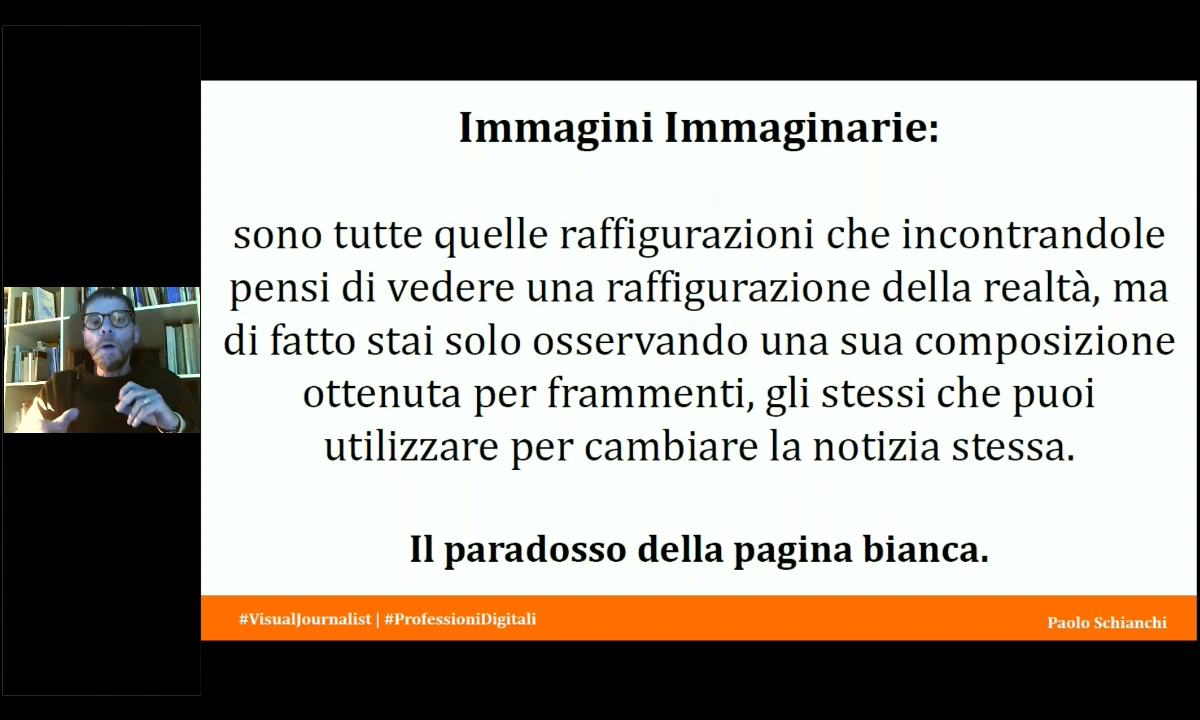 Immagini Immaginarie:
sono tutte quelle raffigurazioni che incontrandole
pensi di vedere una raffigurazione della realtà, ma
di fatto stai solo osservando una sua composizione
ottenuta per frammenti, gli stessi che puoi
utilizzare per cambiare la notizia stessa.
Il paradosso della pagina bianca.
#VisualJournalist | #ProfessioniDigitali
Paolo Schianchi